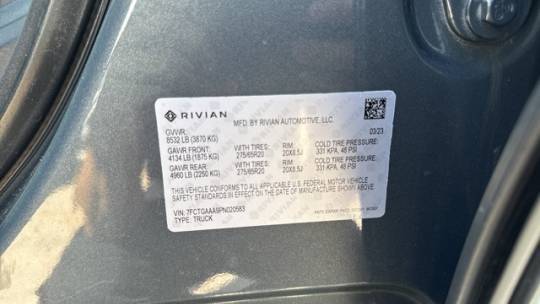 RIVIAN
MFD. BY RIVIAN AUTOMOTIVE, LLC.
03/23
GVWR:
8532 LB (3870 KG)
GAWR FRONT: WITH TIRES: RIM COLD TIRE PRESSURE:
4134 LB (1875 KG) 275/65R20 20X8.5J 331 KPA, 48 PSI
GAWR REAR: WITH TIRES: RIM COLD TIRE PRESSURE:
4960 LB (2250 KG) 275/65R20 20X8.5J 331 KPA, 48 PSI
THIS VEHICLE CONFORMS TO ALL APPLICABLE U.S. FEDERAL MOTOR VEHICLE
SAFETY STANDARDS IN EFFECT ON THE DATE OF MANUFACTURE SHOWN ABOVE.
VIN: 7FCTGAAA9PN020563
TYPE: TRUCK